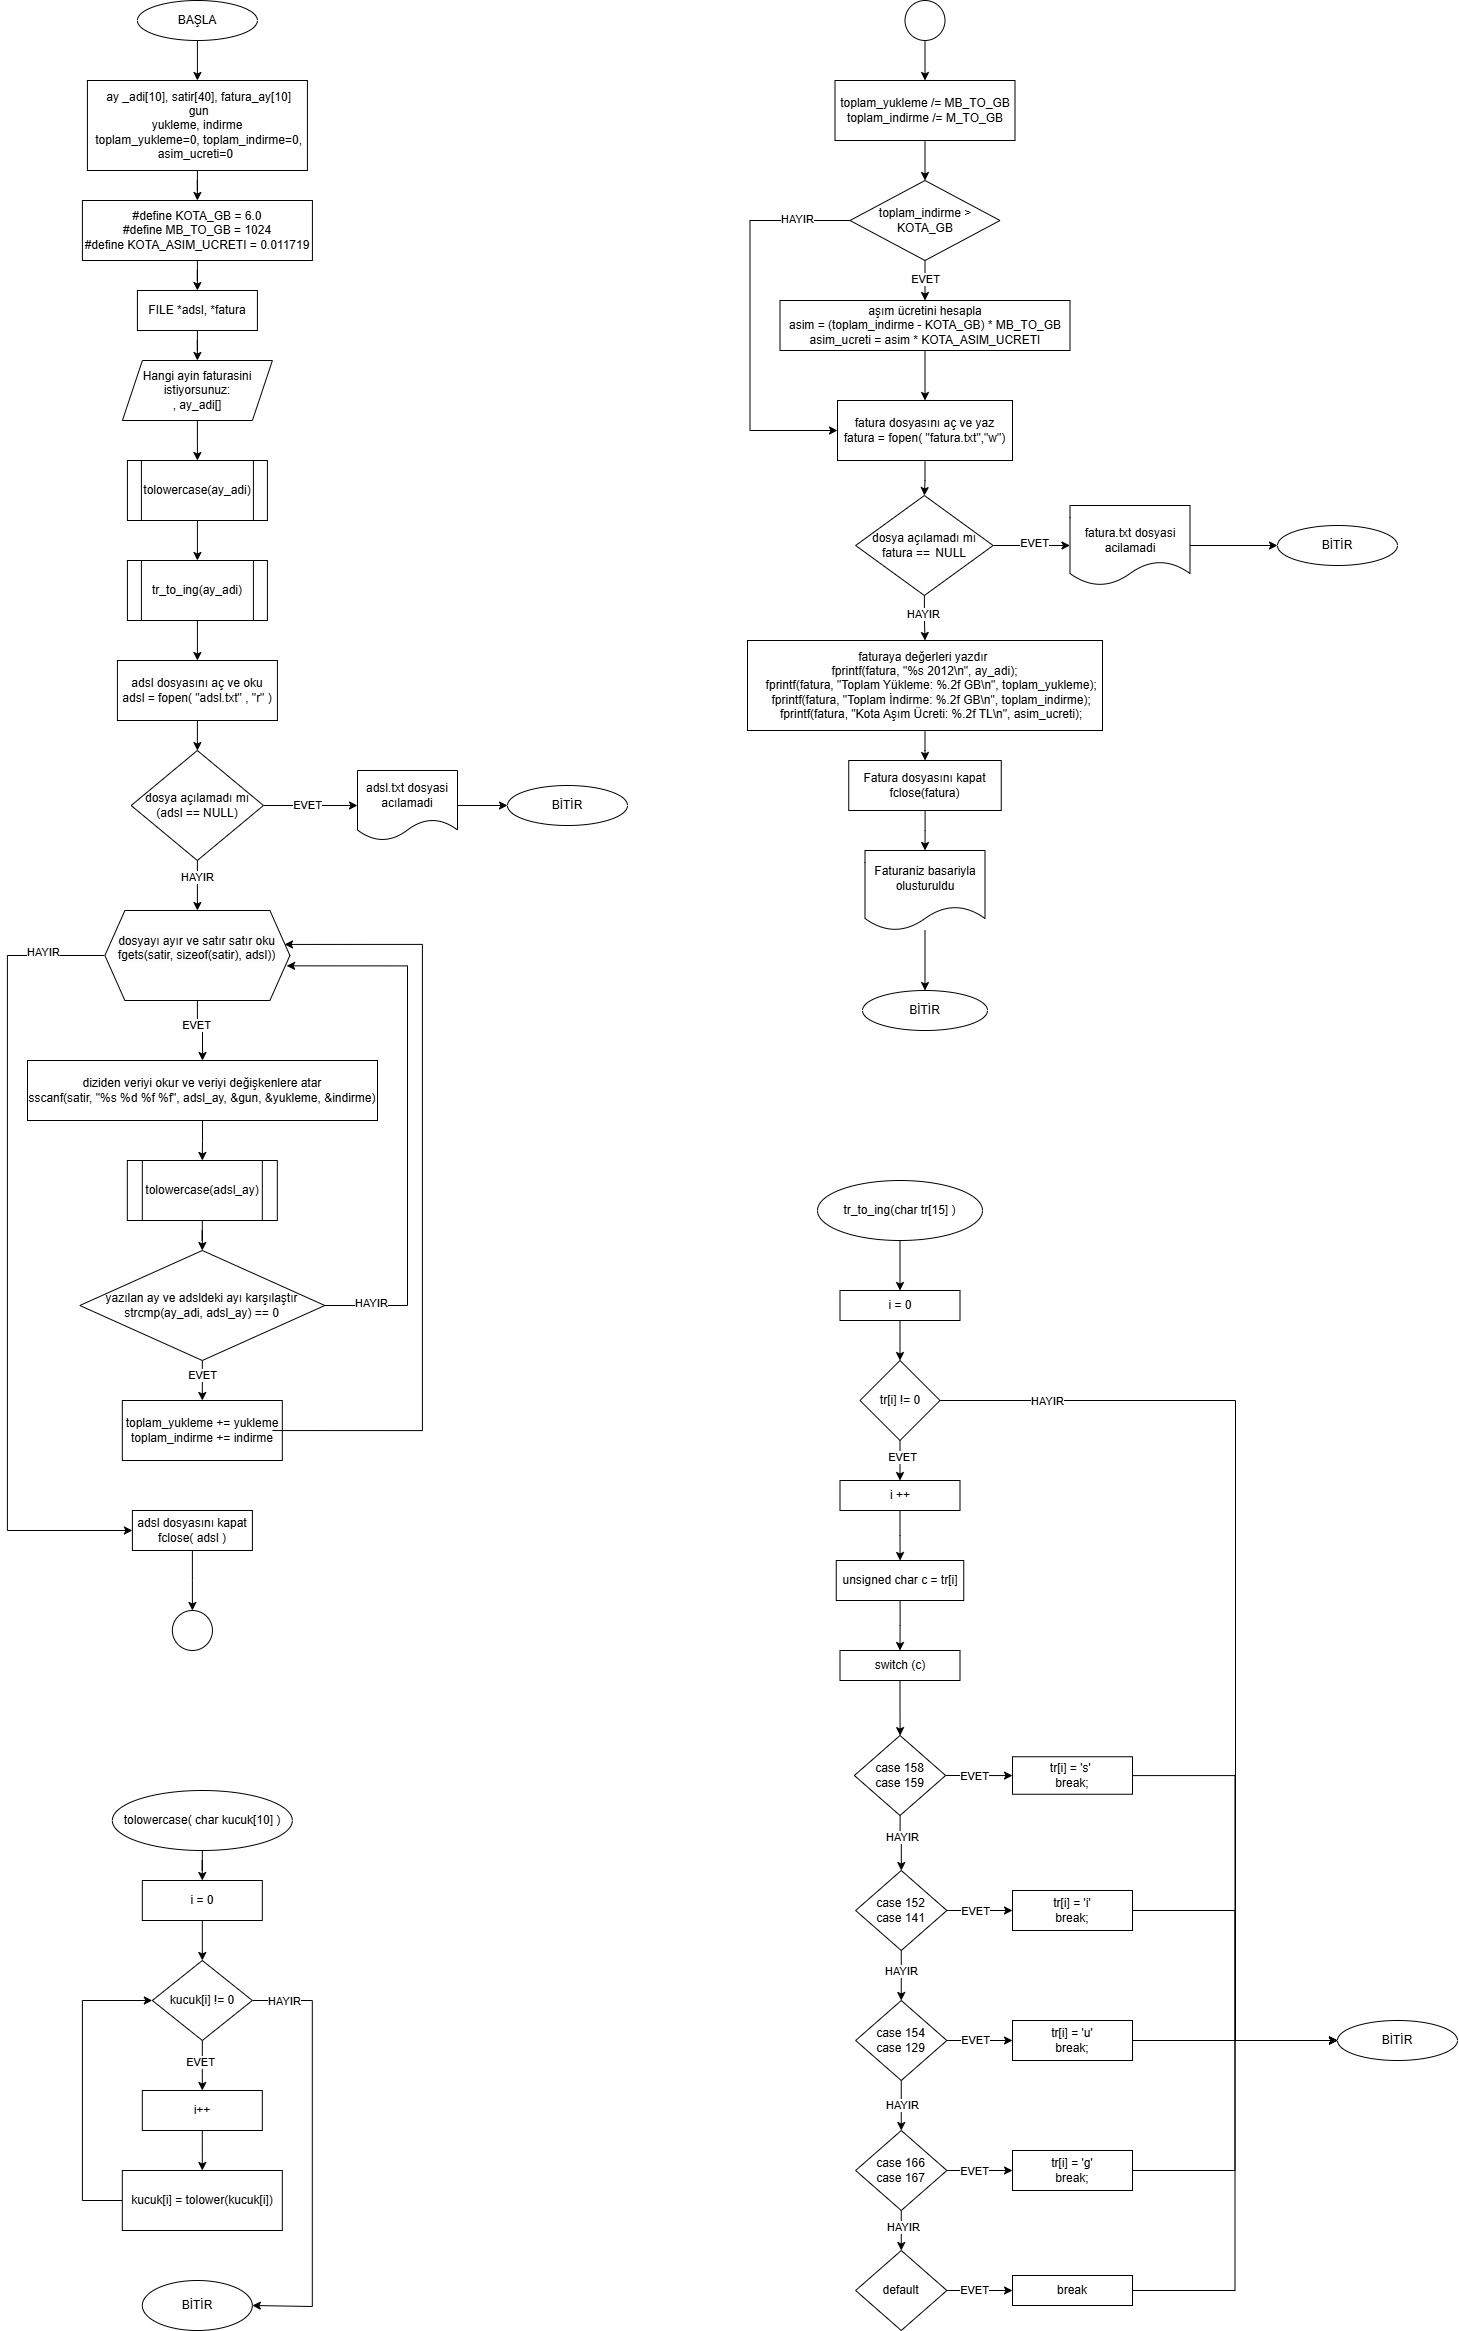 BAŞLA
ay _adi[10], satir[40], fatura_ay[10]
gun
yukleme, indirme
toplam_yukleme=0, toplam_indirme=0,
asim_ucreti=0
#define KOTA_GB = 6.0
#define MB_TO_GB = 1024
#define KOTA_ASIM_UCRETI = 0.011719
FILE *adsl, *fatura
Hangi ayin faturasini
istiyorsunuz:
, ay_adi[]
tolowercase(ay_adi)
tr_to_ing(ay_adi)
adsl dosyasını aç ve oku
adsl = fopen( "adsl.txt" , "r" )
dosya açılamadı mı
(adsl == NULL)
EVET
adsl.txt dosyasi
acılamadi
BİTİR
HAYIR
dosyayı ayır ve satır satır oku
fgets(satir, sizeof(satir), adsl))
HAYIR
EVET
diziden veriyi okur ve veriyi değişkenlere atar
sscanf(satir, "%s %d %f %f", adsl_ay, &gun, &yukleme, &indirme)
tolowercase(adsl_ay)
yazılan ay ve adsldeki ayı karşılaştır
strcmp(ay_adi, adsl_ay) == 0
HAYIR
EVET
toplam_yukleme += yukleme
toplam_indirme += indirme
adsl dosyasını kapat
fclose( adsl )
toplam_yukleme /= MB_TO_GB
toplam_indirme /= M_TO_GB
toplam_indirme >
KOTA_GB
HAYIR
EVET
aşım ücretini hesapla
asim = (toplam_indirme - KOTA_GB) * MB_TO_GB
asim_ucreti = asim * KOTA_ASIM_UCRETI
fatura dosyasını aç ve yaz
fatura = fopen( "fatura.txt","w")
dosya açılamadı mı
fatura == NULL
EVET
fatura.txt dosyasi
acilamadi
BİTİR
HAYIR
faturaya değerleri yazdır
fprintf(fatura, "%s 2012\n", ay_adi);
fprintf(fatura, "Toplam Yükleme: %.2f GB\n", toplam_yukleme);
fprintf(fatura, "Toplam İndirme: %.2f GB\n", toplam_indirme);
fprintf(fatura, "Kota Aşım Ücreti: %.2f TL\n", asim_ucreti);
Fatura dosyasını kapat
fclose(fatura)
Faturaniz basariyla
olusturuldu
BİTİR
tolowercase( char kucuk[10] )
i = 0
kucuk[i] != 0
HAYIR
EVET
i++
kucuk[i] = tolower(kucuk[i])
BİTİR
tr_to_ing(char tr[15] )
i = 0
tr[i] != 0
HAYIR
EVET
i ++
unsigned char c = tr[i]
switch (c)
case 158
case 159
EVET
tr[i] = 's'
break;
HAYIR
case 152
case 141
EVET
tr[i] = 'i'
break;
HAYIR
case 154
case 129
EVET
tr[i] = 'u'
break;
BİTİR
HAYIR
case 166
case 167
EVET
tr[i] = 'g'
break;
HAYIR
default
EVET
break